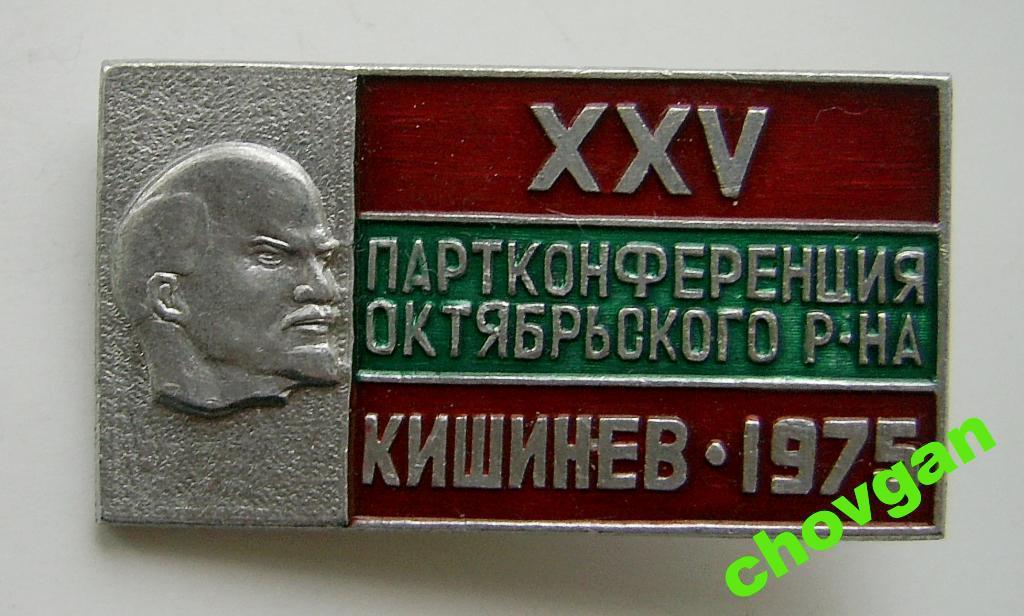 XXV
ПАРТКОНФЕРЕНЦИЯ
ОКТЯБРЬСКОГО Р-НА
КИШИНЕВ · 1975
chovgan